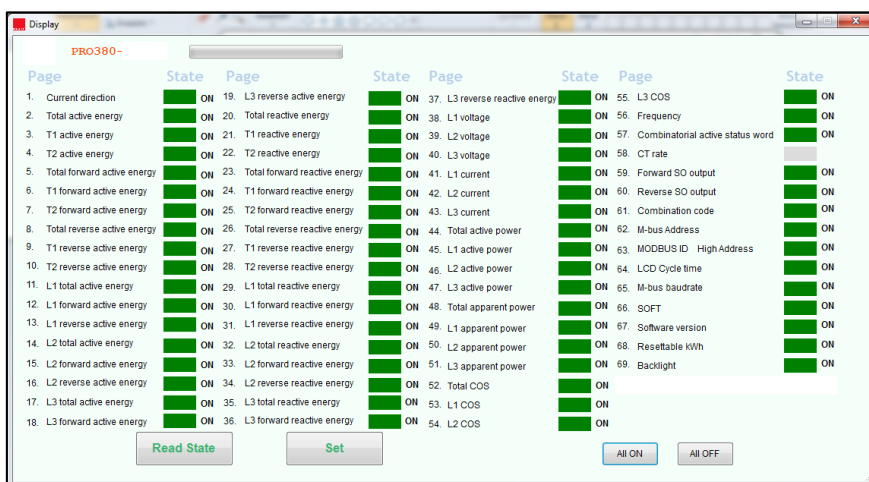 Display
PRO380-
Page State Page State Page State Page State
1. Current direction ON
2. Total active energy ON
3. T1 active energy ON
4. T2 active energy ON
5. Total forward active energy ON
6. T1 forward active energy ON
7. T2 forward active energy ON
8. Total reverse active energy ON
9. T1 reverse active energy ON
10. T2 reverse active energy ON
11. L1 total active energy ON
12. L1 forward active energy ON
13. L1 reverse active energy ON
14. L2 total active energy ON
15. L2 forward active energy ON
16. L2 reverse active energy ON
17. L3 total active energy ON
18. L3 forward active energy ON
19. L3 reverse active energy ON
20. Total reactive energy ON
21. T1 reactive energy ON
22. T2 reactive energy ON
23. Total forward reactive energy ON
24. T1 forward reactive energy ON
25. T2 forward reactive energy ON
26. Total reverse reactive energy ON
27. T1 reverse reactive energy ON
28. T2 reverse reactive energy ON
29. L1 total reactive energy ON
30. L1 forward reactive energy ON
31. L1 reverse reactive energy ON
32. L2 total reactive energy ON
33. L2 forward reactive energy ON
34. L2 reverse reactive energy ON
35. L3 total reactive energy ON
36. L3 forward reactive energy ON
37. L3 reverse reactive energy ON
38. L1 voltage ON
39. L2 voltage ON
40. L3 voltage ON
41. L1 current ON
42. L2 current ON
43. L3 current ON
44. Total active power ON
45. L1 active power ON
46. L2 active power ON
47. L3 active power ON
48. Total apparent power ON
49. L1 apparent power ON
50. L2 apparent power ON
51. L3 apparent power ON
52. Total COS ON
53. L1 COS ON
54. L2 COS ON
55. L3 COS ON
56. Frequency ON
57. Combinatorial active status word ON
58. CT rate
59. Forward SO output ON
60. Reverse SO output ON
61. Combination code ON
62. M-bus Address ON
63. MODBUS ID High Address ON
64. LCD Cycle time ON
65. M-bus baudrate ON
66. SOFT ON
67. Software version ON
68. Resettable kWh ON
69. Backlight ON
Read State Set All ON All OFF